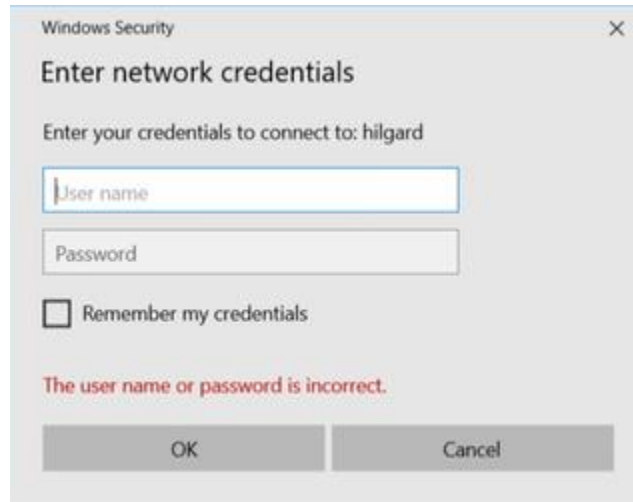 Windows Security
Enter network credentials
Enter your credentials to connect to: hilgard
User name
Password
Remember my credentials
The user name or password is incorrect.
OK
Cancel